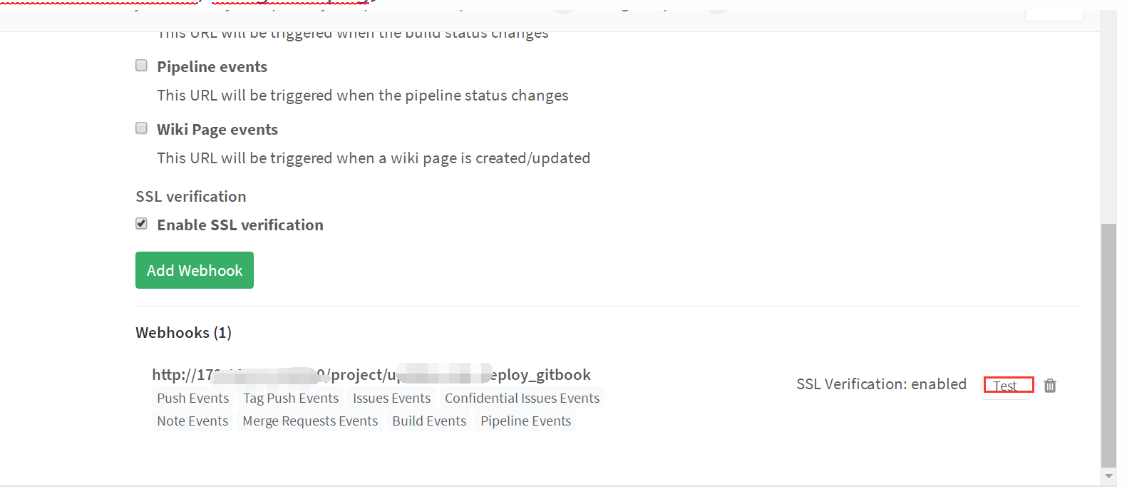 This URL will be triggered when the build status changes
Pipeline events
This URL will be triggered when the pipeline status changes
Wiki Page events
This URL will be triggered when a wiki page is created/updated
SSL verification
Enable SSL verification
Add Webhook
Webhooks (1)
http://17 0/project/u eploy_gitbook
SSL Verification: enabled Test
Push Events Tag Push Events Issues Events Confidential Issues Events
Note Events Merge Requests Events Build Events Pipeline Events